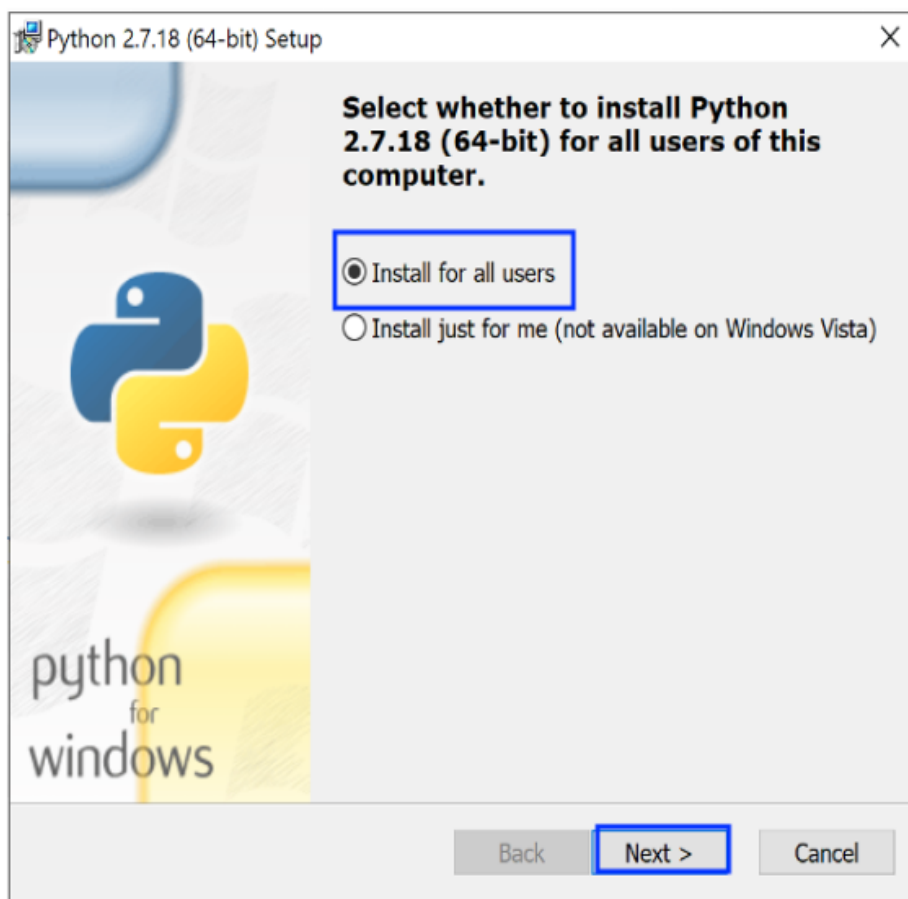 Python 2.7.18 (64-bit) Setup
Select whether to install Python
2.7.18 (64-bit) for all users of this
computer.
Install for all users
Install just for me (not available on Windows Vista)
python
for
windows
Back
Next >
Cancel